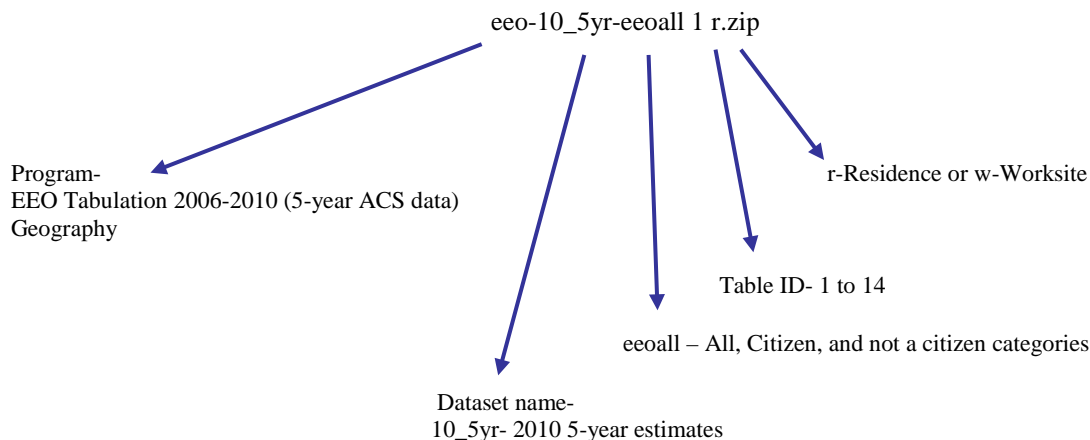 eeo-10_5yr-eeoall 1 r.zip
Program-
EEO Tabulation 2006-2010 (5-year ACS data)
Geography
r-Residence or w-Worksite
Table ID- 1 to 14
eeoall – All, Citizen, and not a citizen categories
Dataset name-
10_5yr- 2010 5-year estimates